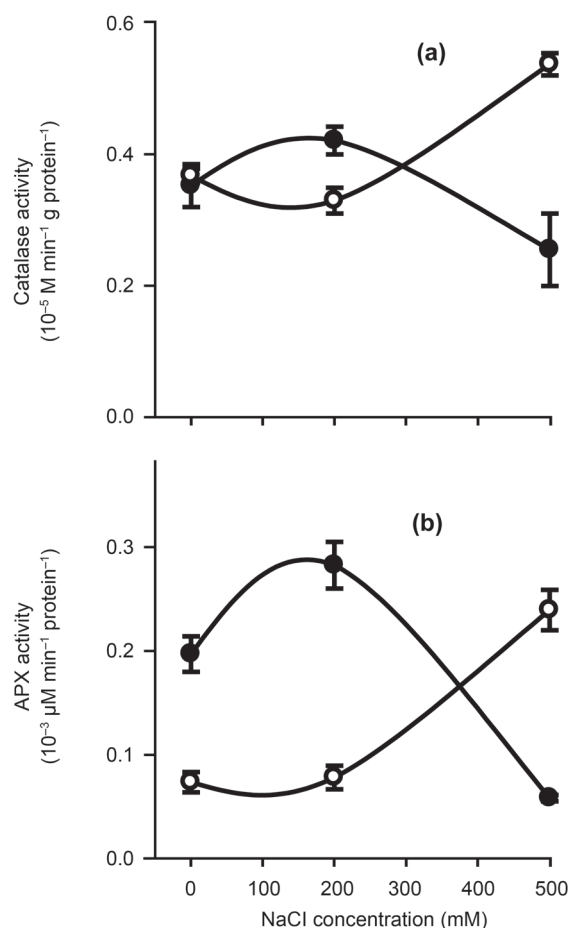 0.6
(a)
0.4
0.2
0.0
Catalase activity
(10⁻⁵ M min⁻¹ g protein⁻¹)
(b)
0.3
0.2
0.1
0.0
APX activity
(10⁻³ µM min⁻¹ protein⁻¹)
0 100 200 300 400 500
NaCl concentration (mM)